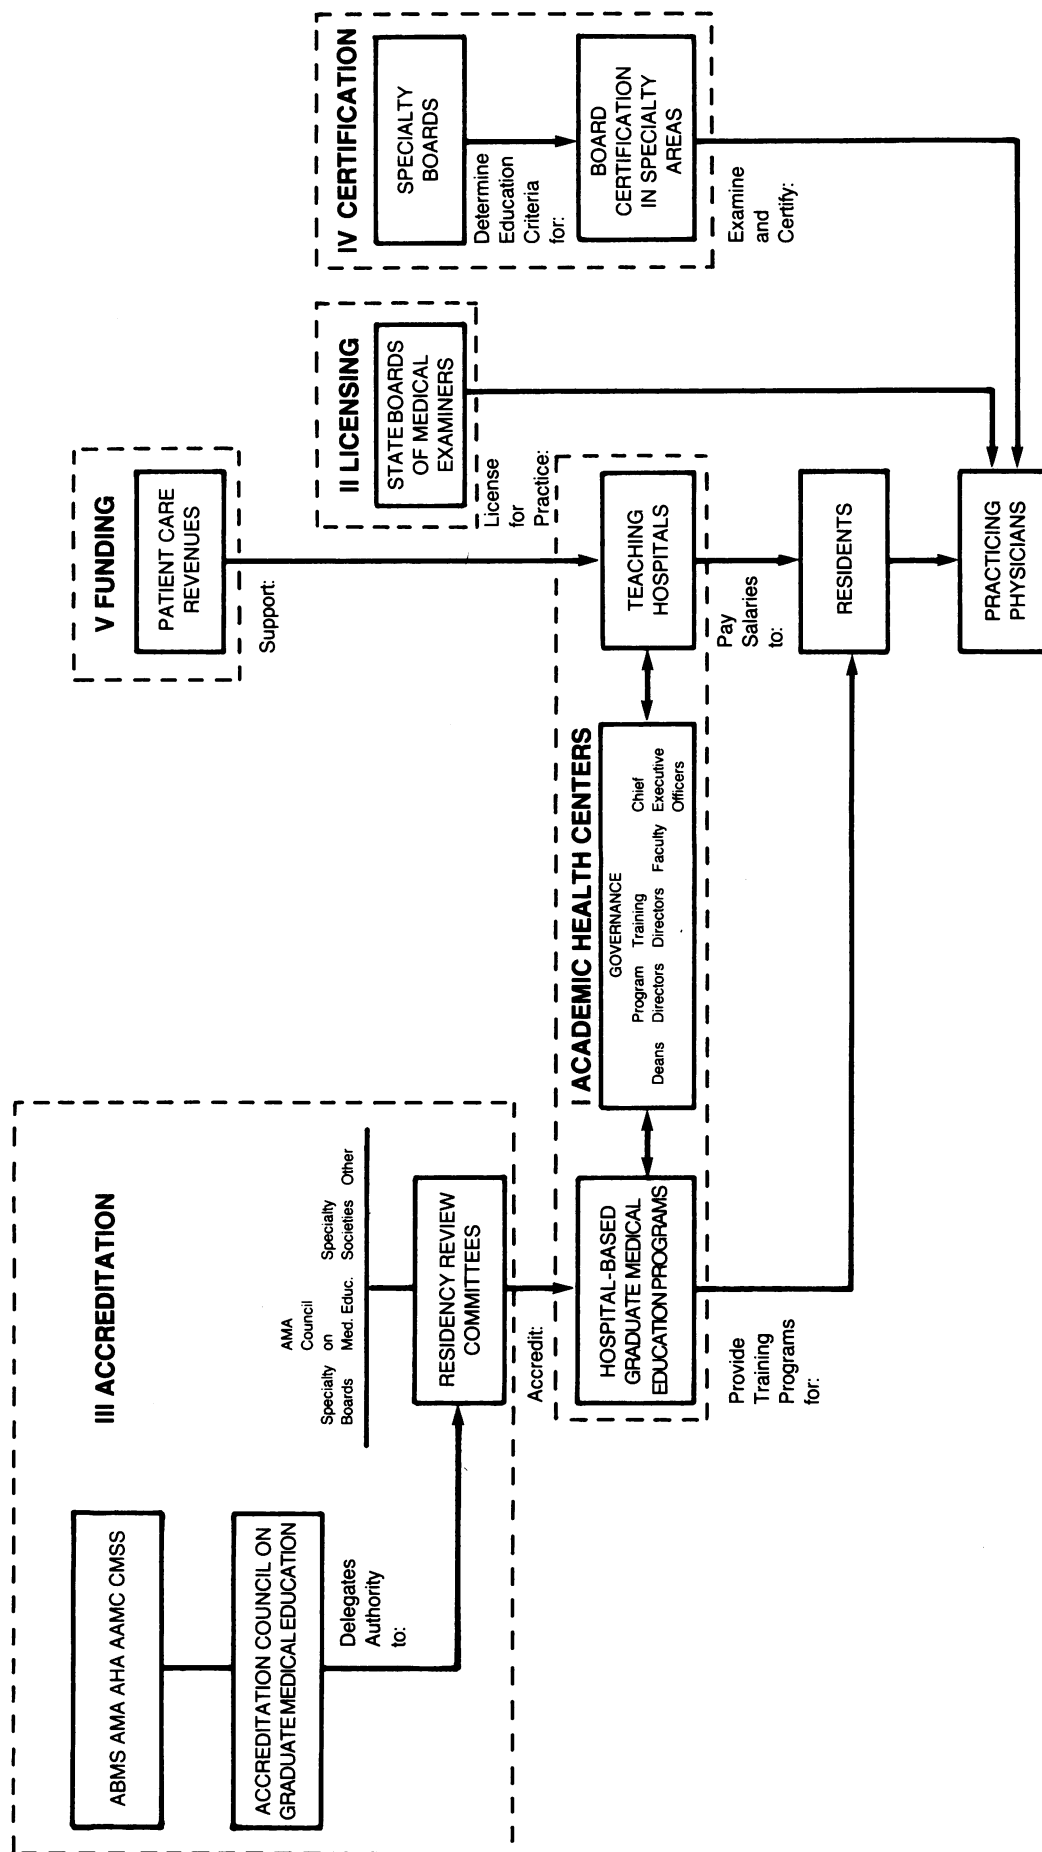 III ACCREDITATION
ABMS AMA AHA AAMC CMSS
ACCREDITATION COUNCIL ON
GRADUATE MEDICAL EDUCATION
Delegates
Authority
to:
AMA
Council
Specialty on Specialty
Boards Med. Educ. Societies Other
RESIDENCY REVIEW
COMMITTEES
Accredit:
V FUNDING
PATIENT CARE
REVENUES
Support:
II LICENSING
STATE BOARDS
OF MEDICAL
EXAMINERS
License
for
Practice:
IV CERTIFICATION
SPECIALTY
BOARDS
Determine
Education
Criteria
for:
BOARD
CERTIFICATION
IN SPECIALTY
AREAS
Examine
and
Certify:
I ACADEMIC HEALTH CENTERS
HOSPITAL-BASED
GRADUATE MEDICAL
EDUCATION PROGRAMS
GOVERNANCE
Program Training Chief
Deans Directors Directors Faculty Executive
Officers
TEACHING
HOSPITALS
Provide
Training
Programs
for:
Pay
Salaries
to:
RESIDENTS
PRACTICING
PHYSICIANS